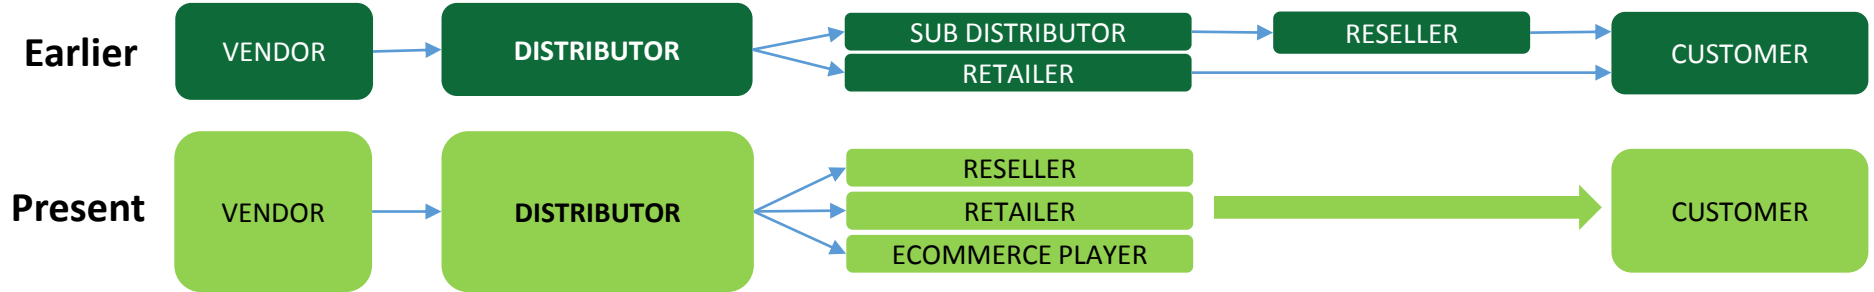 Earlier
VENDOR
DISTRIBUTOR
SUB DISTRIBUTOR
RETAILER
RESELLER
CUSTOMER
Present
VENDOR
DISTRIBUTOR
RESELLER
RETAILER
ECOMMERCE PLAYER
CUSTOMER